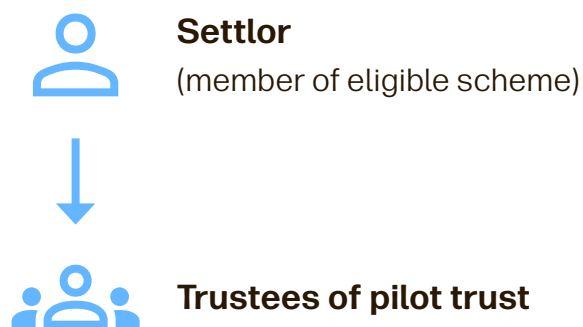 Settlor
(member of eligible scheme)
Trustees of pilot trust